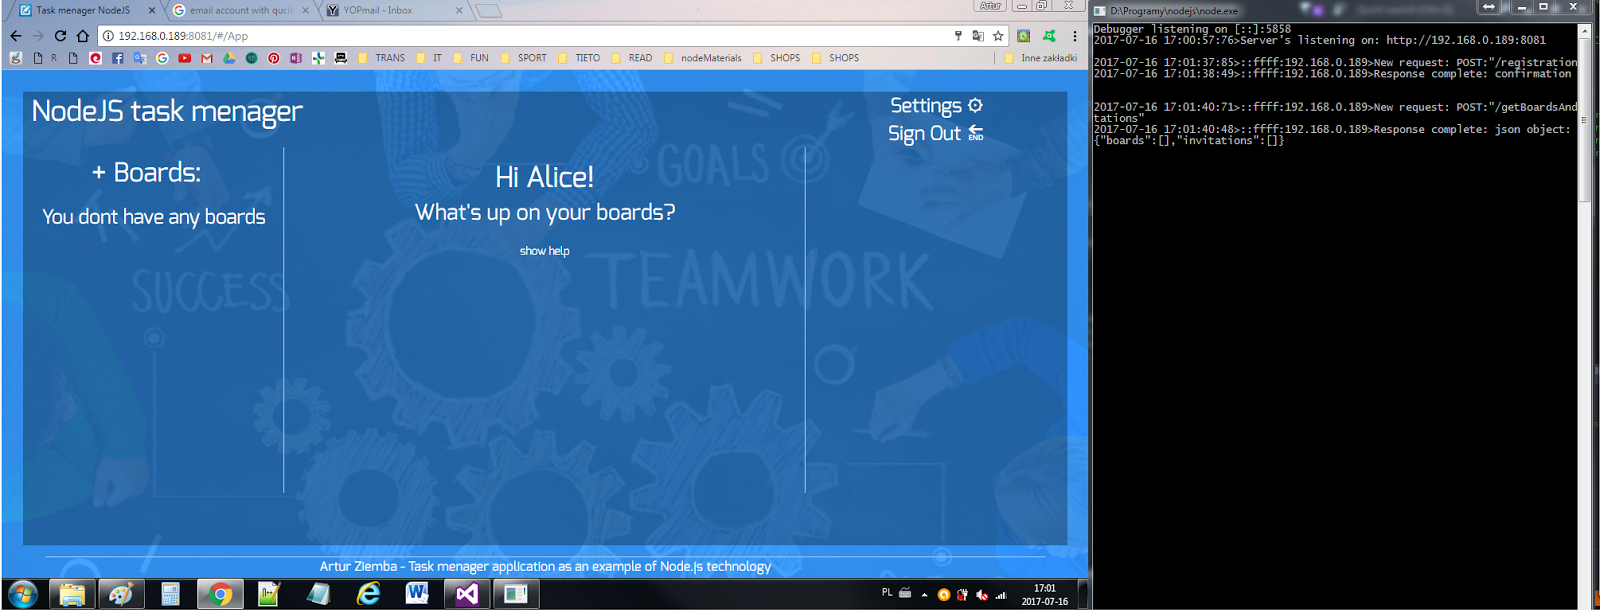 Task menager NodeJS
email account with qucik
YOPmail - Inbox
Artur
192.168.0.189:8081/#/App
R
TRANS
IT
FUN
SPORT
TIETO
READ
nodeMaterials
SHOPS
SHOPS
Inne zakładki
NodeJS task menager
Settings
Sign Out
END
+ Boards:
You dont have any boards
Hi Alice!
What's up on your boards?
show help
GOALS
SUCCESS
TEAMWORK
Artur Ziemba - Task menager application as an example of Node.js technology
PL
17:01
2017-07-16
D:\Programy\nodejs\node.exe
Debugger listening on [::]:5858
2017-07-16 17:00:57:76>Server's listening on: http://192.168.0.189:8081
2017-07-16 17:01:37:85>::ffff:192.168.0.189>New request: POST:"/registration
2017-07-16 17:01:38:49>::ffff:192.168.0.189>Response complete: confirmation
2017-07-16 17:01:40:71>::ffff:192.168.0.189>New request: POST:"/getBoardsAnd
tations"
2017-07-16 17:01:40:48>::ffff:192.168.0.189>Response complete: json object:
{"boards":[],"invitations":[]}